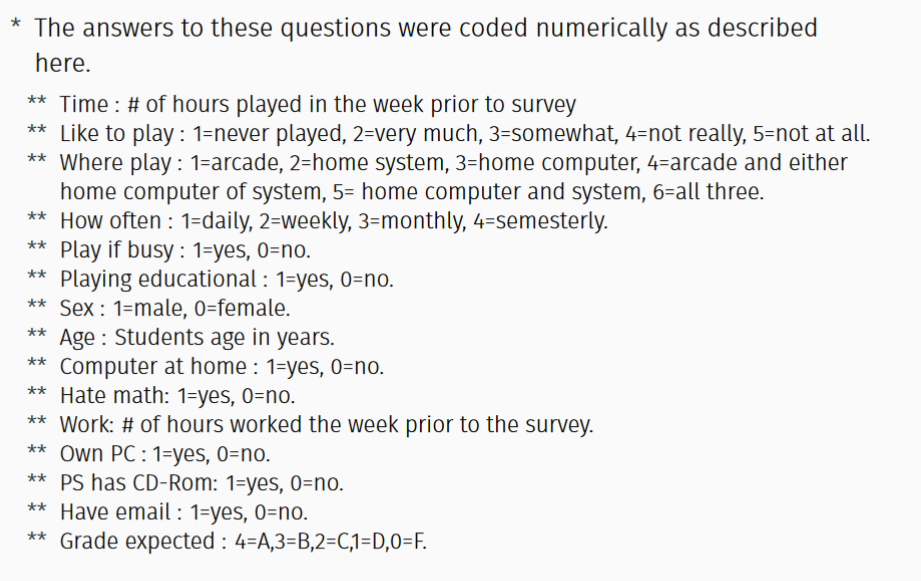 * The answers to these questions were coded numerically as described
here.
** Time : # of hours played in the week prior to survey
** Like to play : 1=never played, 2=very much, 3=somewhat, 4=not really, 5=not at all.
** Where play : 1=arcade, 2=home system, 3=home computer, 4=arcade and either
home computer of system, 5= home computer and system, 6=all three.
** How often : 1=daily, 2=weekly, 3=monthly, 4=semesterly.
** Play if busy : 1=yes, 0=no.
** Playing educational : 1=yes, 0=no.
** Sex : 1=male, 0=female.
** Age : Students age in years.
** Computer at home : 1=yes, 0=no.
** Hate math: 1=yes, 0=no.
** Work: # of hours worked the week prior to the survey.
** Own PC : 1=yes, 0=no.
** PS has CD-Rom: 1=yes, 0=no.
** Have email : 1=yes, 0=no.
** Grade expected : 4=A,3=B,2=C,1=D,0=F.